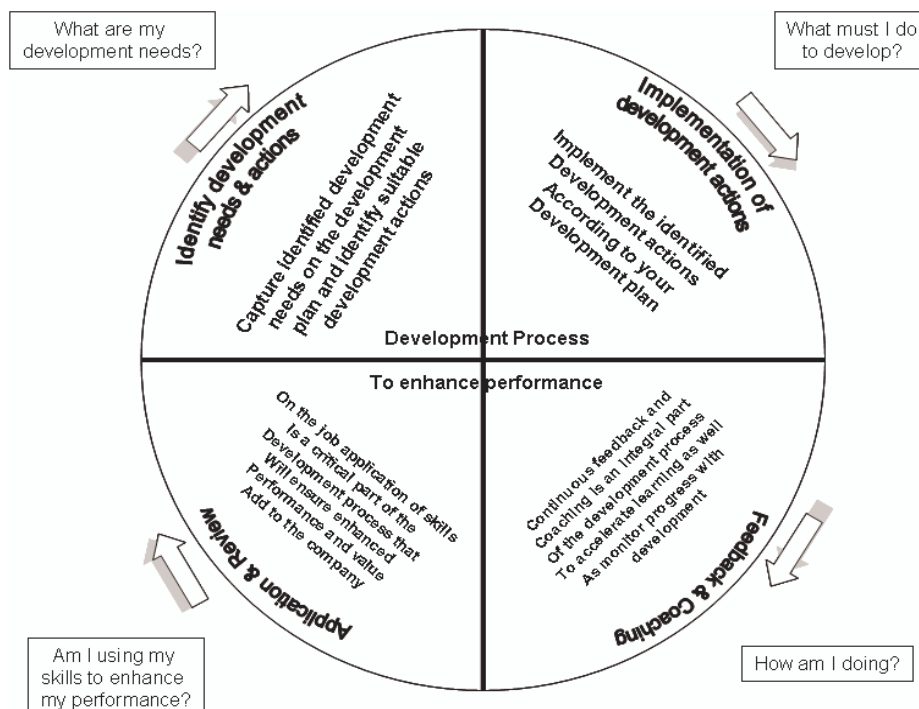 What are my
development needs?
What must I do
to develop?
Identify development
needs & actions
Capture identified development
needs on the development
plan and identify suitable
development actions
Implementation of
development actions
Implement the identified
Development actions
According to your
Development plan
Development Process
To enhance performance
On the job application of skills
Is a critical part of the
Development process that
Will ensure enhanced
Performance and value
Add to the company
Application & Review
Continuous feedback and
Coaching is an integral part
Of the development process
To accelerate learning as well
As monitor progress with
development
Feedback & Coaching
Am I using my
skills to enhance
my performance?
How am I doing?